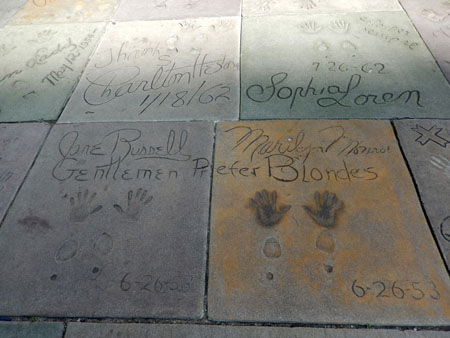 Thanks
Charlton Heston
1/18/62
7-26-62
Sophia Loren
Jane Russell
Marilyn Monroe
Gentlemen Prefer Blondes
6-26-53
6-26-53